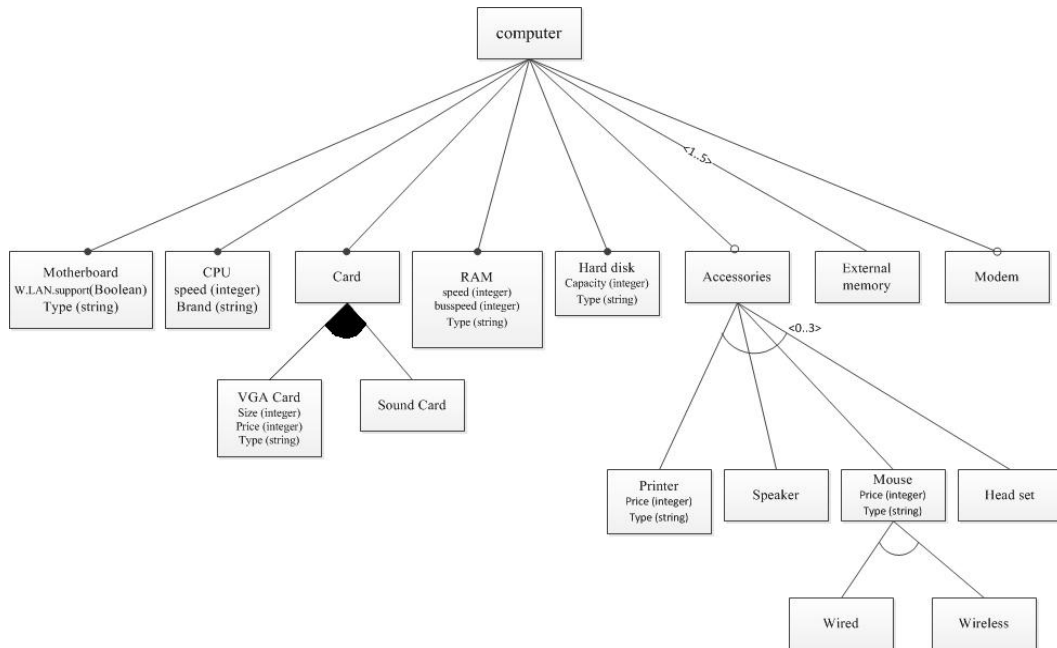 computer
<1..5>
Motherboard
W.LAN.support(Boolean)
Type (string)
CPU
speed (integer)
Brand (string)
Card
RAM
speed (integer)
busspeed (integer)
Type (string)
Hard disk
Capacity (integer)
Type (string)
Accessories
External
memory
Modem
<0..3>
VGA Card
Size (integer)
Price (integer)
Type (string)
Sound Card
Printer
Price (integer)
Type (string)
Speaker
Mouse
Price (integer)
Type (string)
Head set
Wired
Wireless